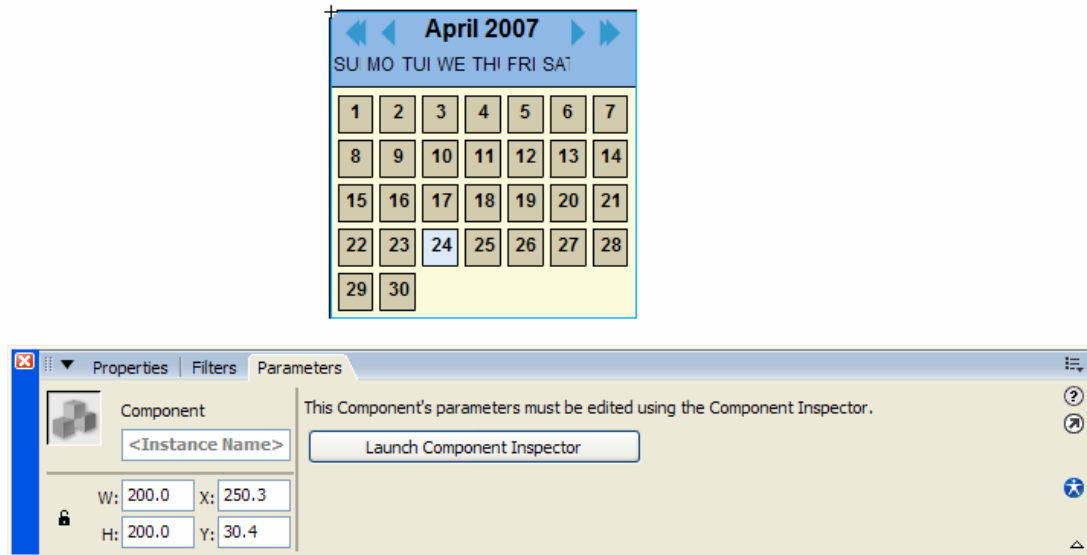 April 2007
SUI MO TUI WE THI FRI SAT
1 2 3 4 5 6 7
8 9 10 11 12 13 14
15 16 17 18 19 20 21
22 23 24 25 26 27 28
29 30
Properties Filters Parameters
Component This Component's parameters must be edited using the Component Inspector.
<Instance Name> Launch Component Inspector
W: 200.0 X: 250.3
H: 200.0 Y: 30.4